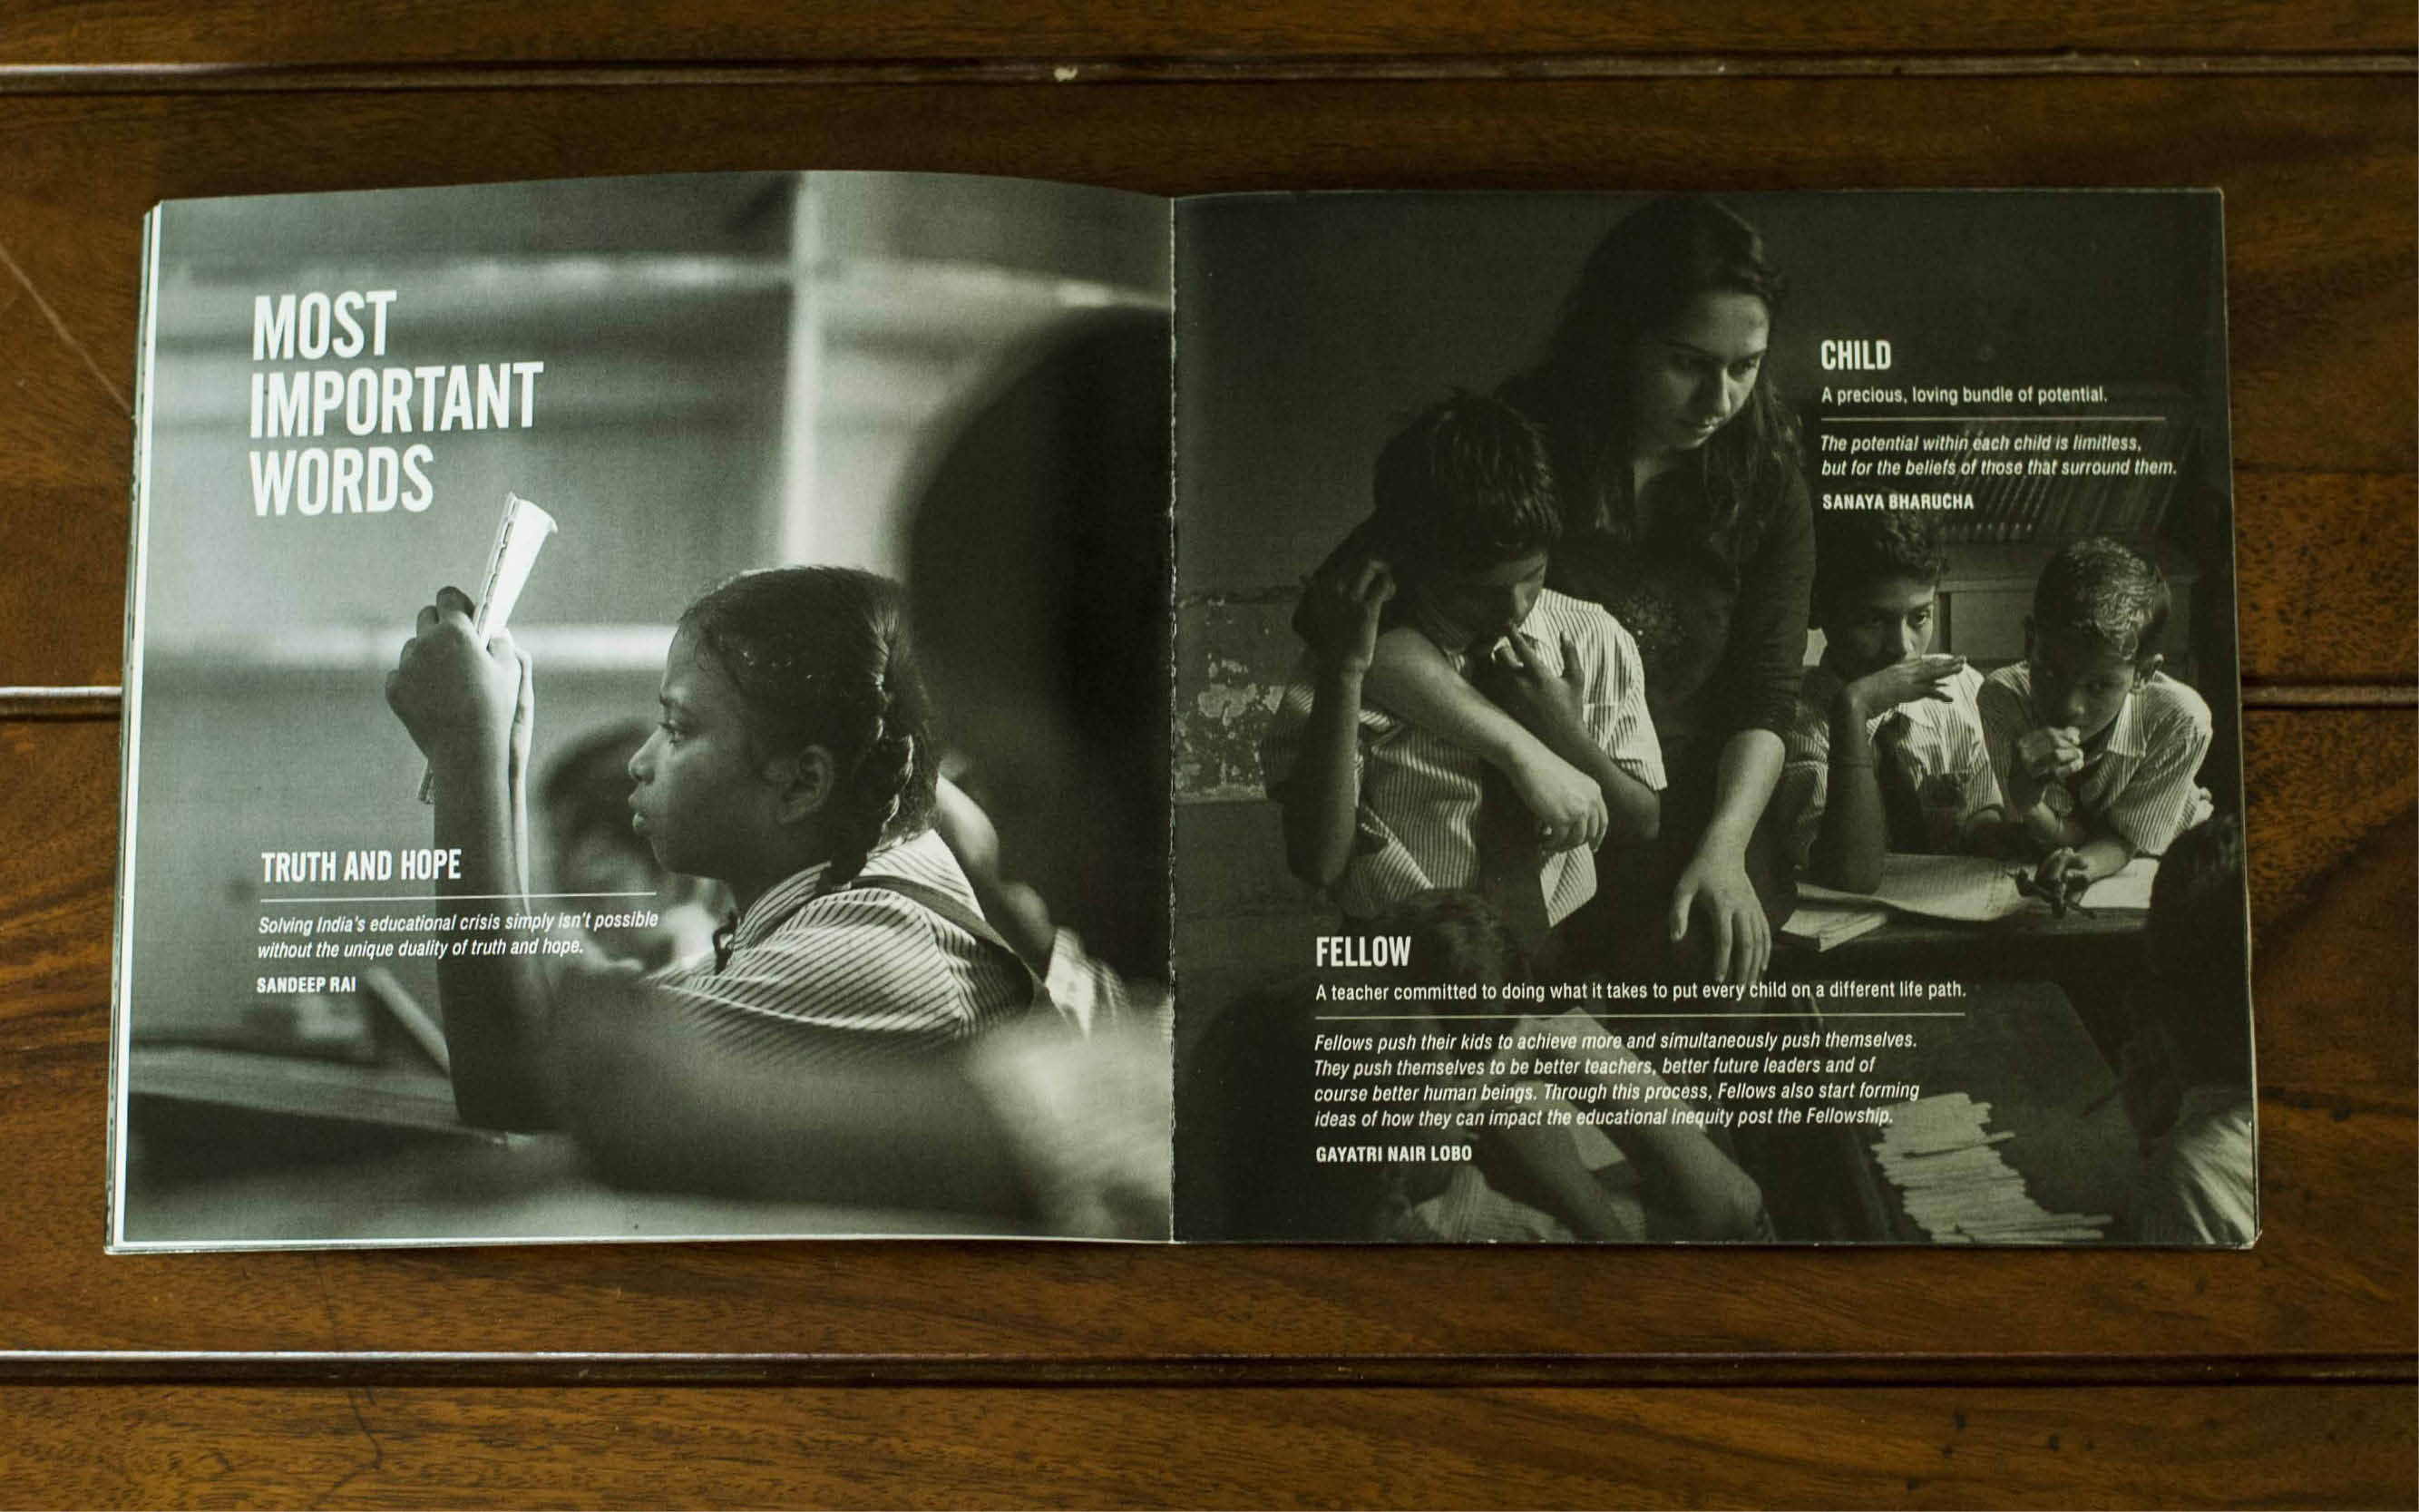 MOST
IMPORTANT
WORDS
TRUTH AND HOPE
Solving India's educational crisis simply isn't possible
without the unique duality of truth and hope.
SANDEEP RAI
CHILD
A precious, loving bundle of potential.
The potential within each child is limitless,
but for the beliefs of those that surround them.
SANAYA BHARUCHA
FELLOW
A teacher committed to doing what it takes to put every child on a different life path.
Fellows push their kids to achieve more and simultaneously push themselves.
They push themselves to be better teachers, better future leaders and of
course better human beings. Through this process, Fellows also start forming
ideas of how they can impact the educational inequity post the Fellowship.
GAYATRI NAIR LOBO